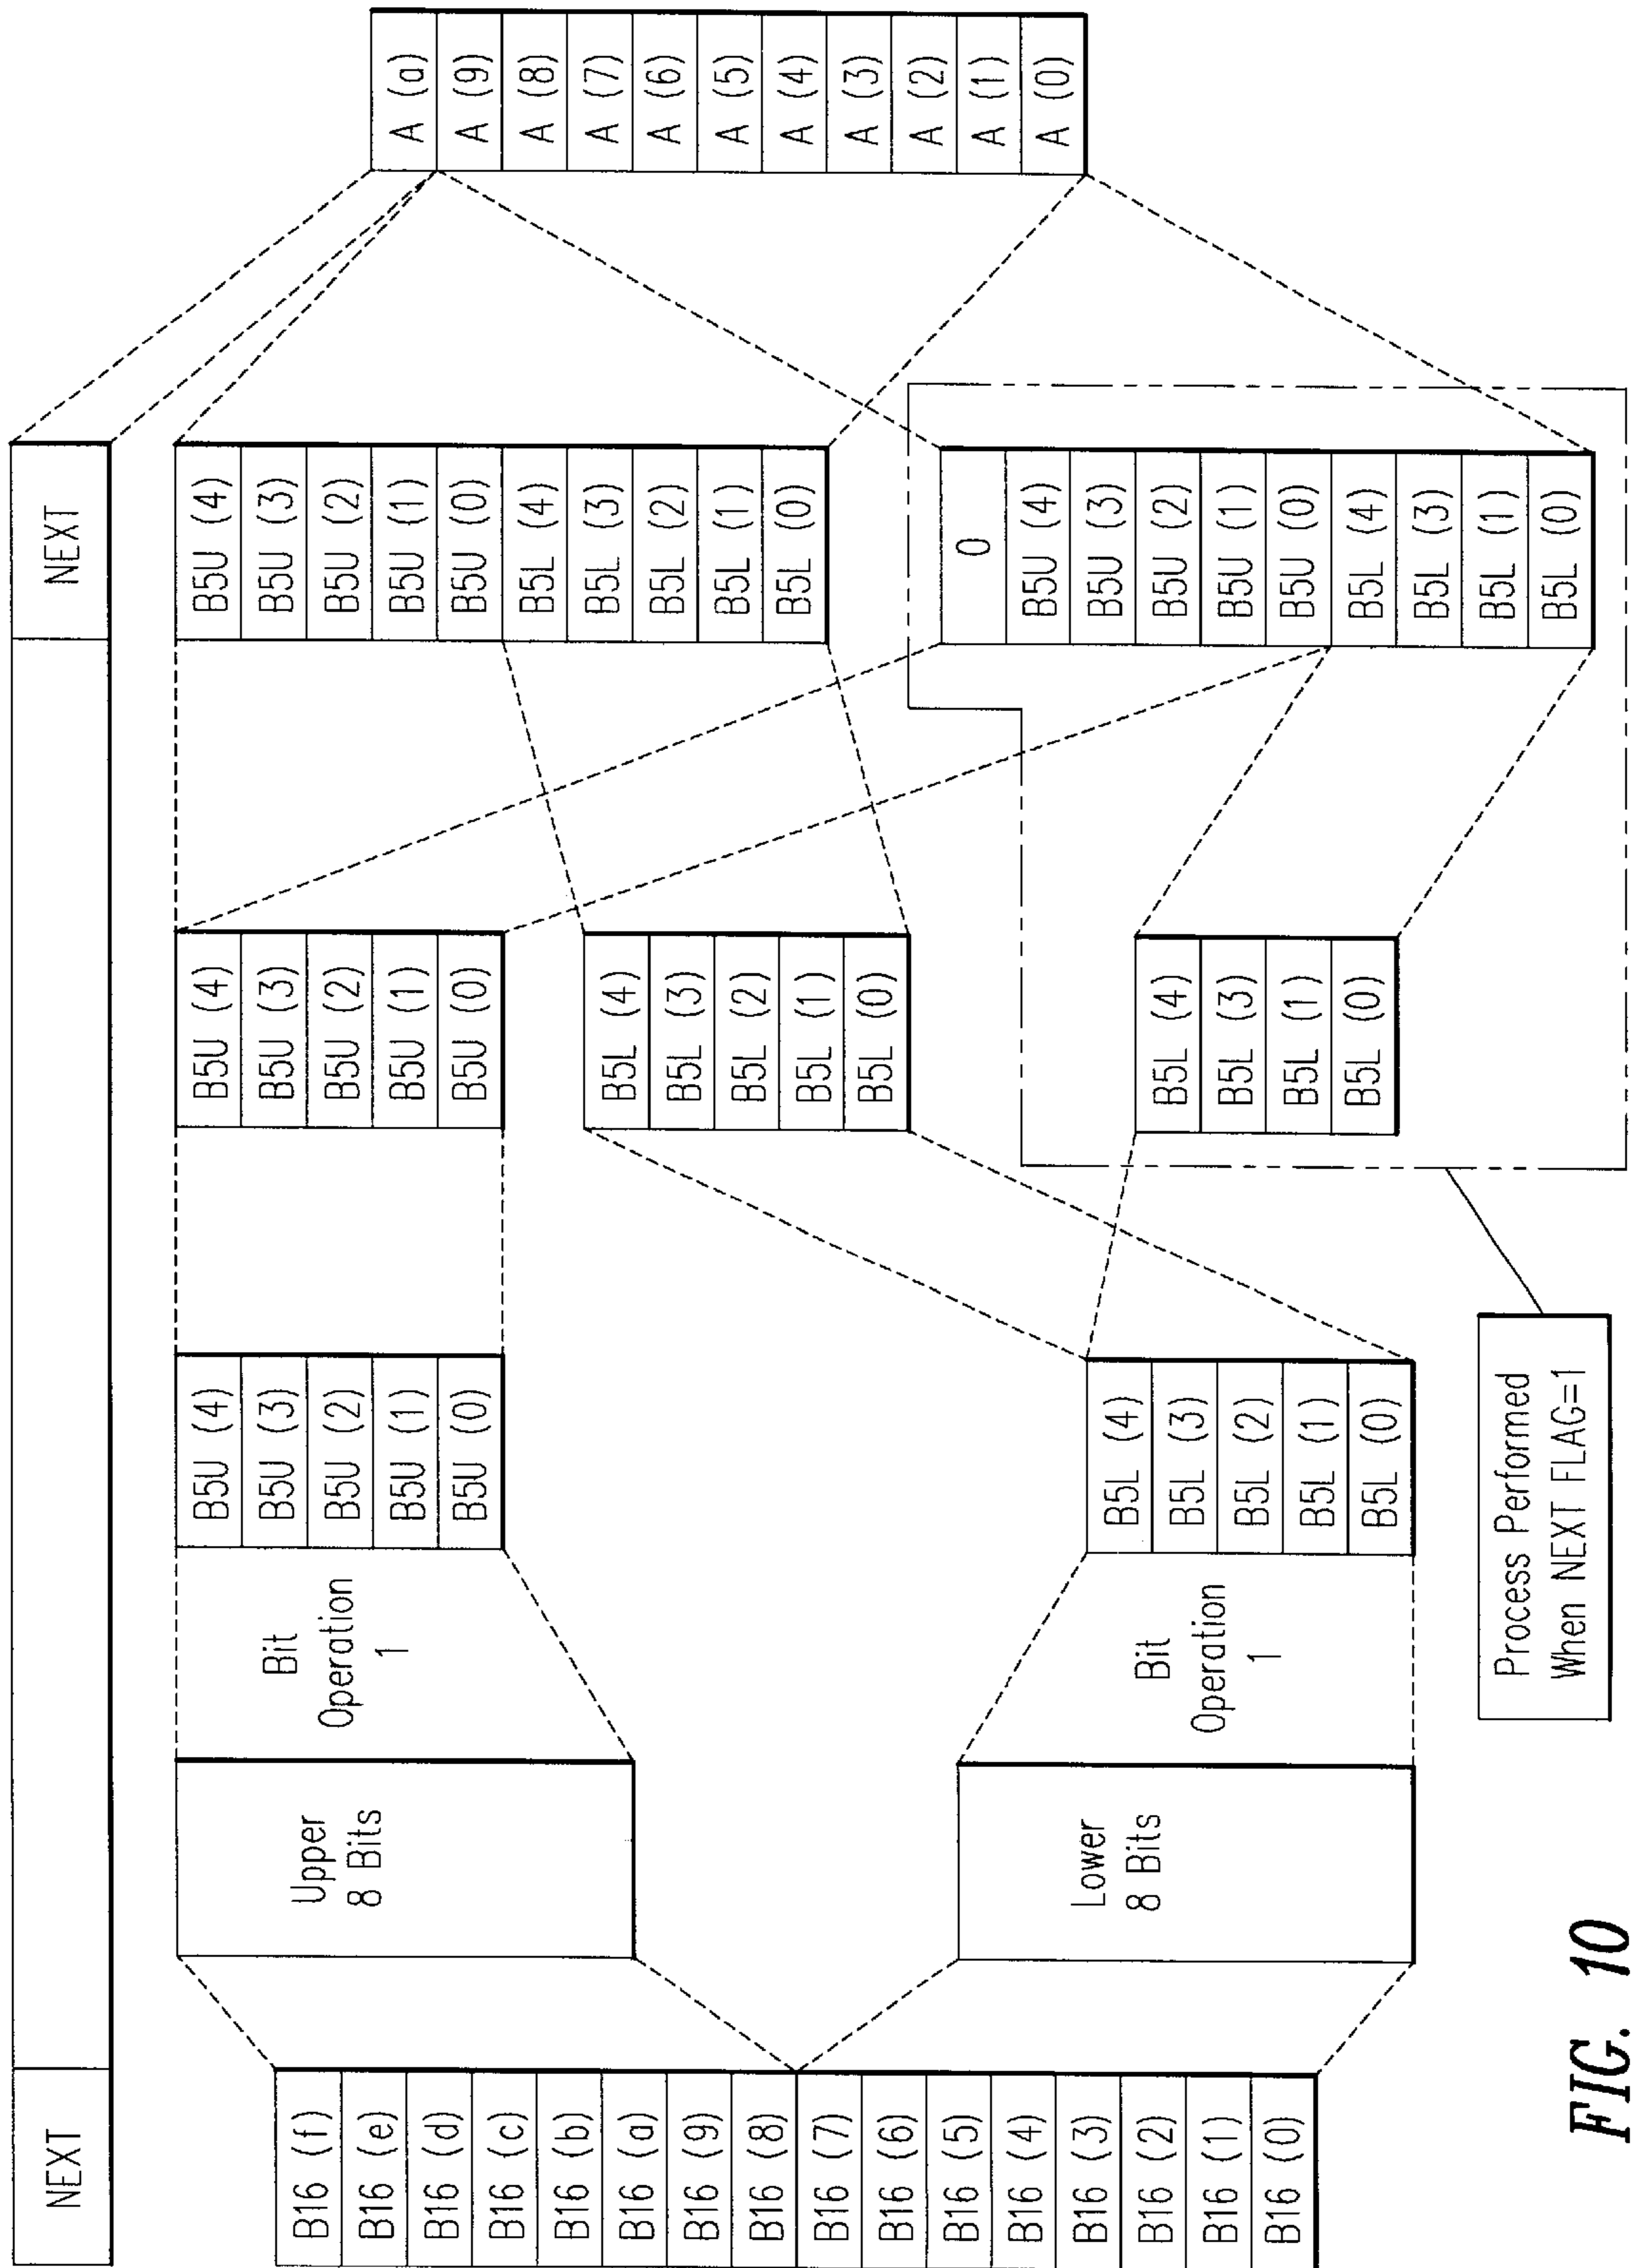 NEXT
B16 (f)
B16 (e)
B16 (d)
B16 (c)
B16 (b)
B16 (a)
B16 (9)
B16 (8)
B16 (7)
B16 (6)
B16 (5)
B16 (4)
B16 (3)
B16 (2)
B16 (1)
B16 (0)
Upper
8 Bits
Lower
8 Bits
Bit
Operation
1
Bit
Operation
1
B5U (4)
B5U (3)
B5U (2)
B5U (1)
B5U (0)
B5L (4)
B5L (3)
B5L (2)
B5L (1)
B5L (0)
Process Performed
When NEXT FLAG=1
B5U (4)
B5U (3)
B5U (2)
B5U (1)
B5U (0)
B5L (4)
B5L (3)
B5L (2)
B5L (1)
B5L (0)
B5L (4)
B5L (3)
B5L (1)
B5L (0)
NEXT
B5U (4)
B5U (3)
B5U (2)
B5U (1)
B5U (0)
B5L (4)
B5L (3)
B5L (2)
B5L (1)
B5L (0)
0
B5U (4)
B5U (3)
B5U (2)
B5U (1)
B5U (0)
B5L (4)
B5L (3)
B5L (1)
B5L (0)
A (a)
A (9)
A (8)
A (7)
A (6)
A (5)
A (4)
A (3)
A (2)
A (1)
A (0)
FIG. 10